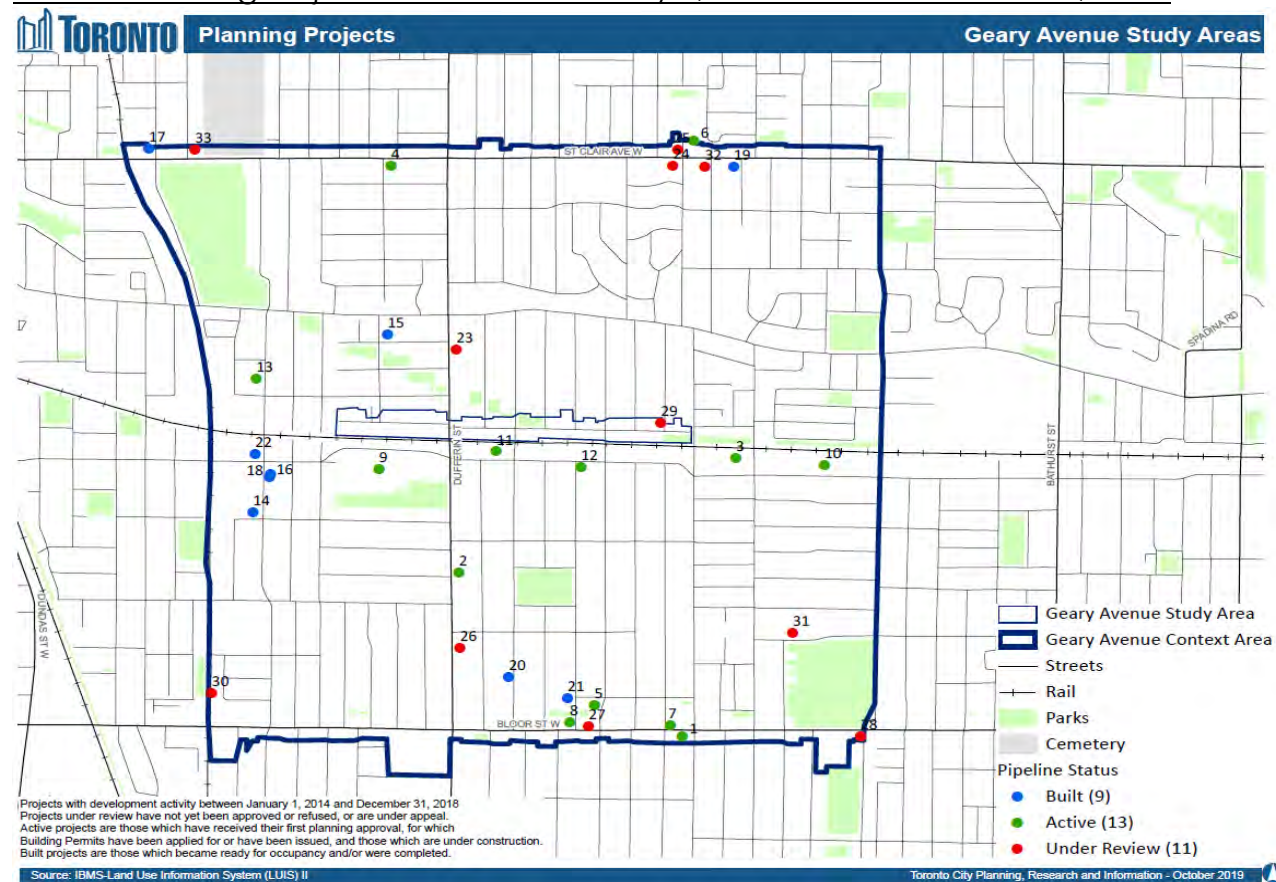 TORONTO Planning Projects Geary Avenue Study Areas
17 33 4 6 5
ST CLAIR AVE W
24 32 19
15
23
17
SPADINA RD
13
29
22 11 3
9 12 10
18 16
DUFFERIN ST
BATHURST ST
14
2
DUNDAS ST W
31
26
20
30
21 5
8 27 7
BLOOR ST W
1
28
Geary Avenue Study Area
Geary Avenue Context Area
Streets
Rail
Parks
Cemetery
Pipeline Status
Built (9)
Active (13)
Under Review (11)
Projects with development activity between January 1, 2014 and December 31, 2018
Projects under review have not yet been approved or refused, or are under appeal.
Active projects are those which have received their first planning approval, for which
Building Permits have been applied for or have been issued, and those which are under construction.
Built projects are those which became ready for occupancy and/or were completed.
Source: IBMS-Land Use Information System (LUIS) II
Toronto City Planning, Research and Information - October 2019